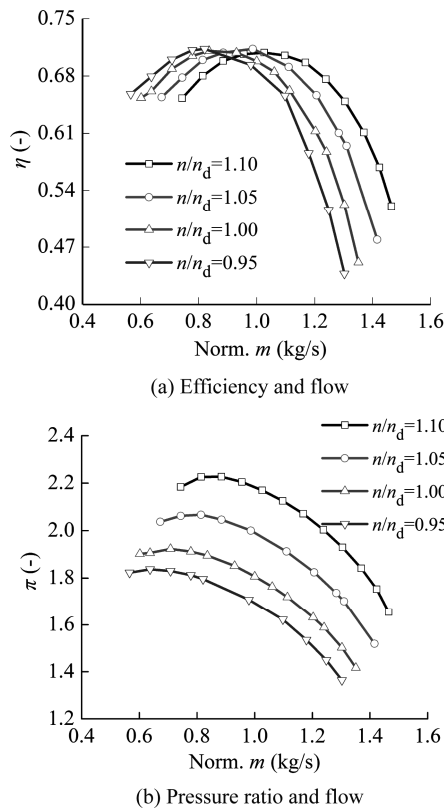 0.75
0.68
0.61
0.54
0.47
0.40
η (-)
n/nd=1.10
n/nd=1.05
n/nd=1.00
n/nd=0.95
0.4 0.6 0.8 1.0 1.2 1.4 1.6
Norm. m (kg/s)
(a) Efficiency and flow
2.4
2.2
2.0
1.8
1.6
1.4
1.2
π (-)
n/nd=1.10
n/nd=1.05
n/nd=1.00
n/nd=0.95
0.4 0.6 0.8 1.0 1.2 1.4 1.6
Norm. m (kg/s)
(b) Pressure ratio and flow